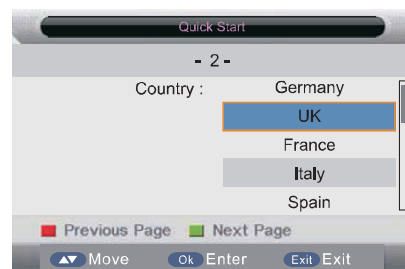 Quick Start
- 2 -
Country : Germany
UK
France
Italy
Spain
Previous Page Next Page
Move Ok Enter Exit Exit